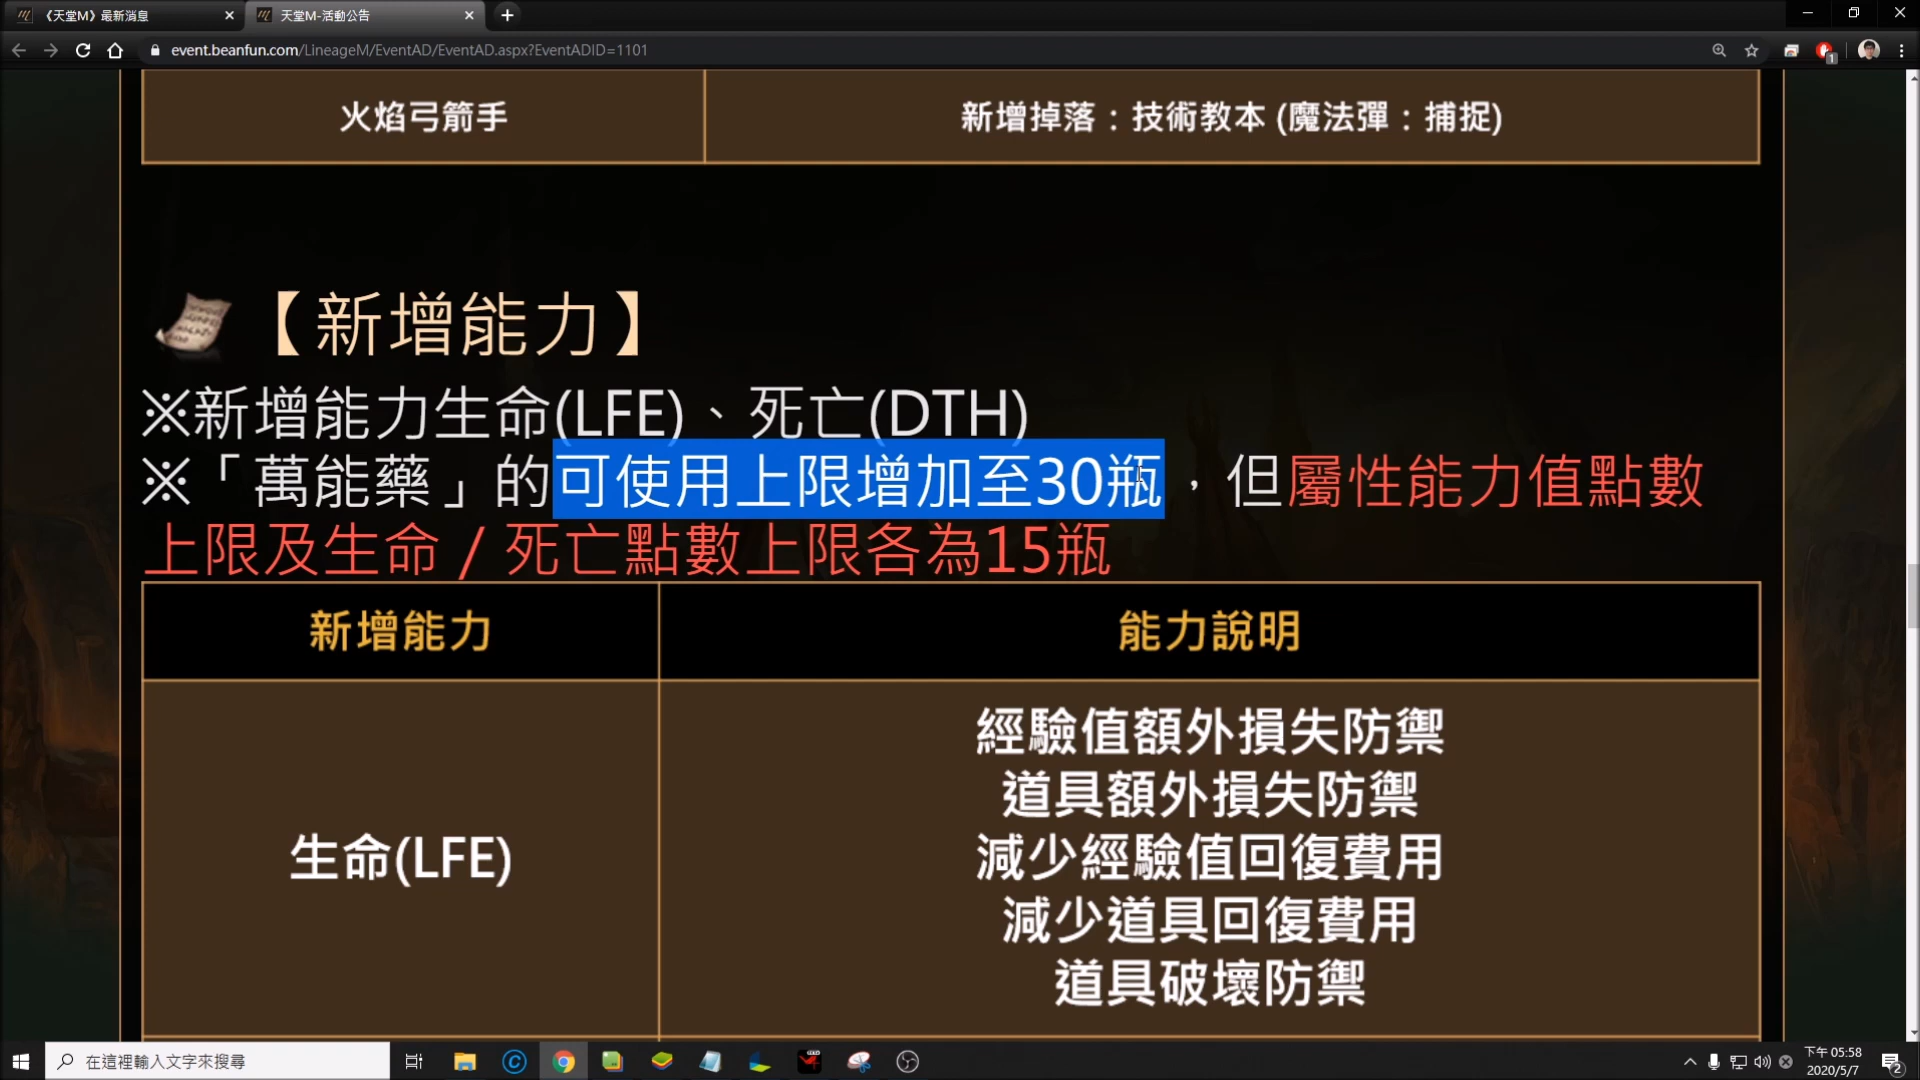 《天堂M》最新消息
天堂M-活動公告
event.beanfun.com/LineageM/EventAD/EventAD.aspx?EventADID=1101
1
火焰弓箭手
新增掉落：技術教本 (魔法彈：捕捉)
【新增能力】
※新增能力生命(LFE)、死亡(DTH)
※「萬能藥」的可使用上限增加至30瓶，但屬性能力值點數
上限及生命 / 死亡點數上限各為15瓶
新增能力
能力說明
生命(LFE)
經驗值額外損失防禦
道具額外損失防禦
減少經驗值回復費用
減少道具回復費用
道具破壞防禦
在這裡輸入文字來搜尋
下午 05:58
2020/5/7
2